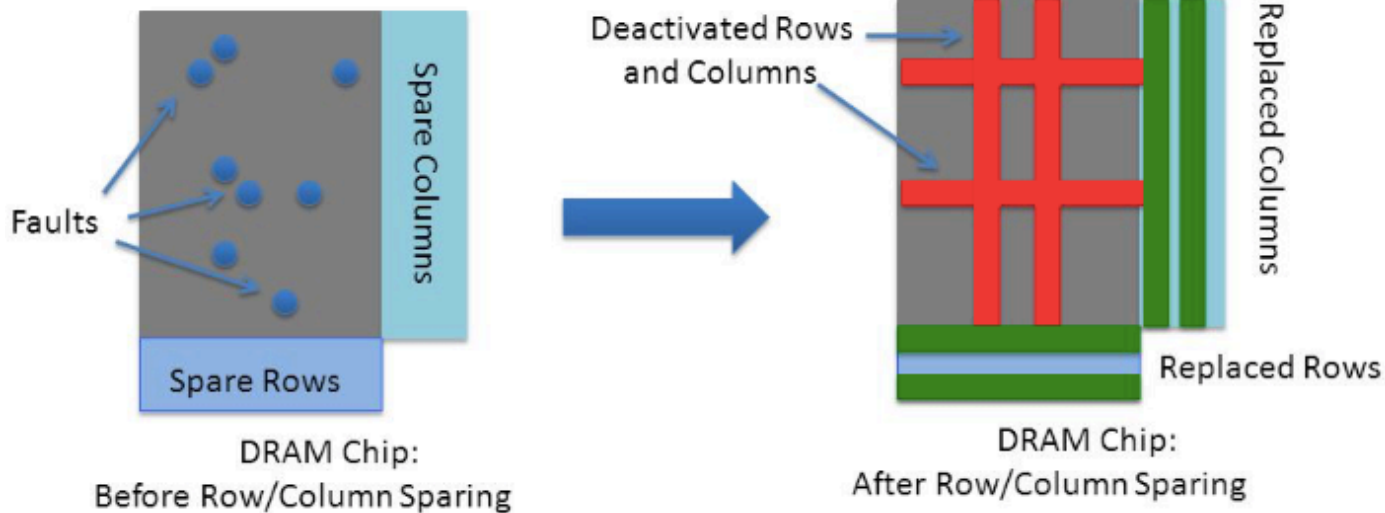 Faults
Spare Columns
Spare Rows
DRAM Chip:
Before Row/Column Sparing
Deactivated Rows
and Columns
Replaced Columns
Replaced Rows
DRAM Chip:
After Row/Column Sparing